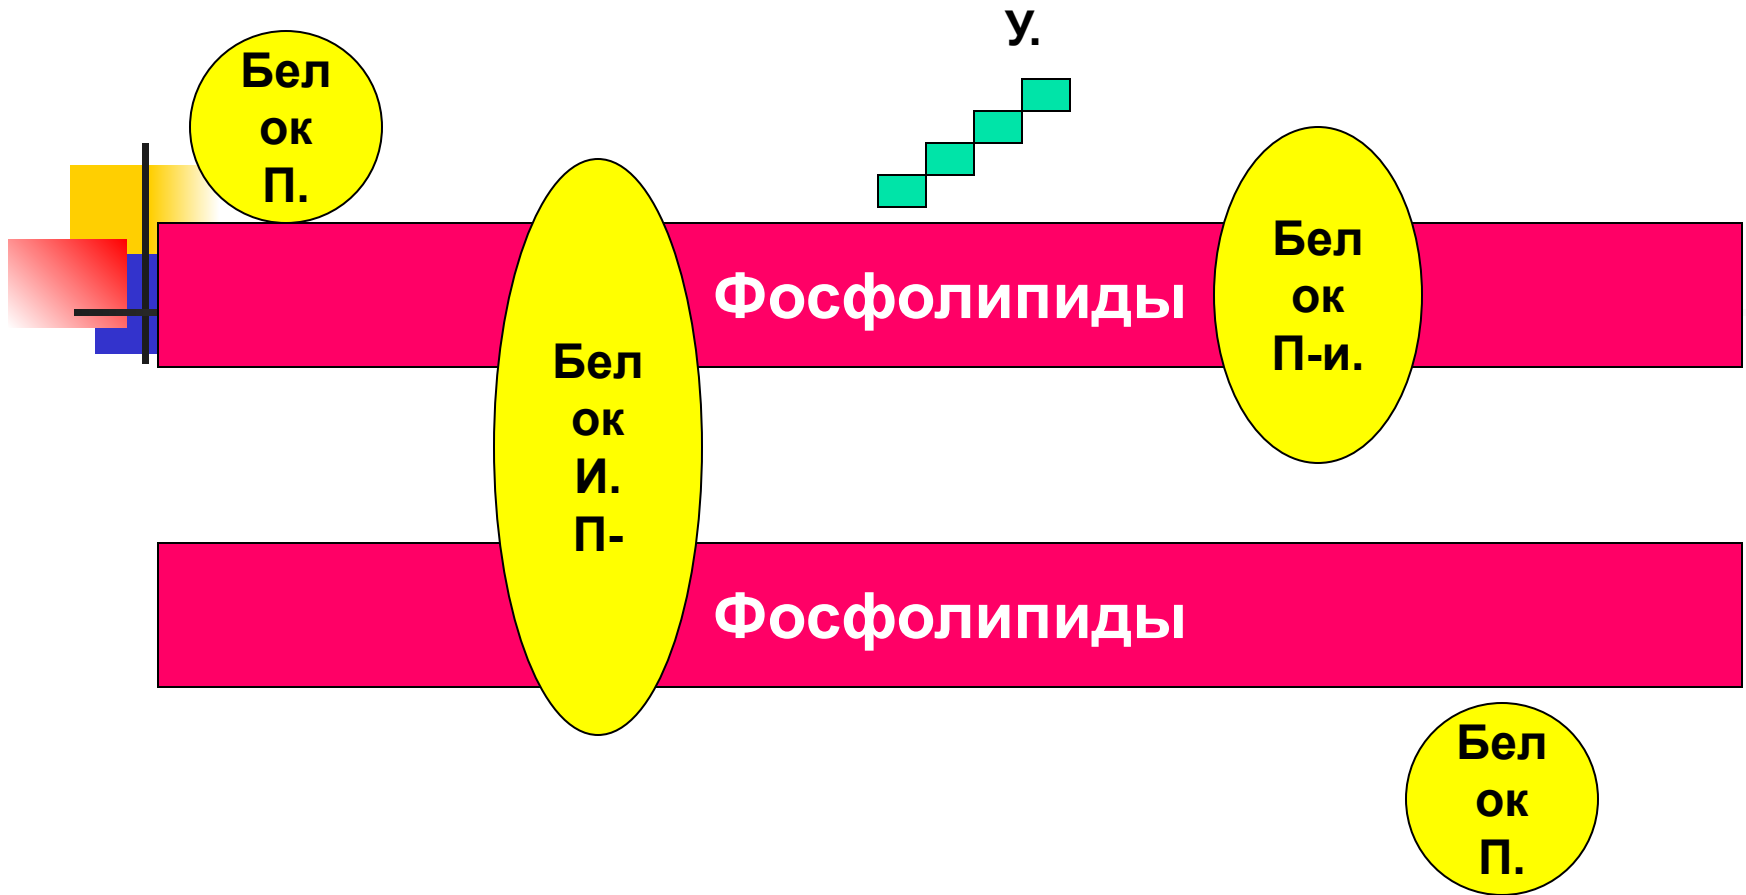 У.
Бел
ок
П.
Фосфолипиды
Бел
ок
П-и.
Бел
ок
И.
П-
Фосфолипиды
Бел
ок
П.